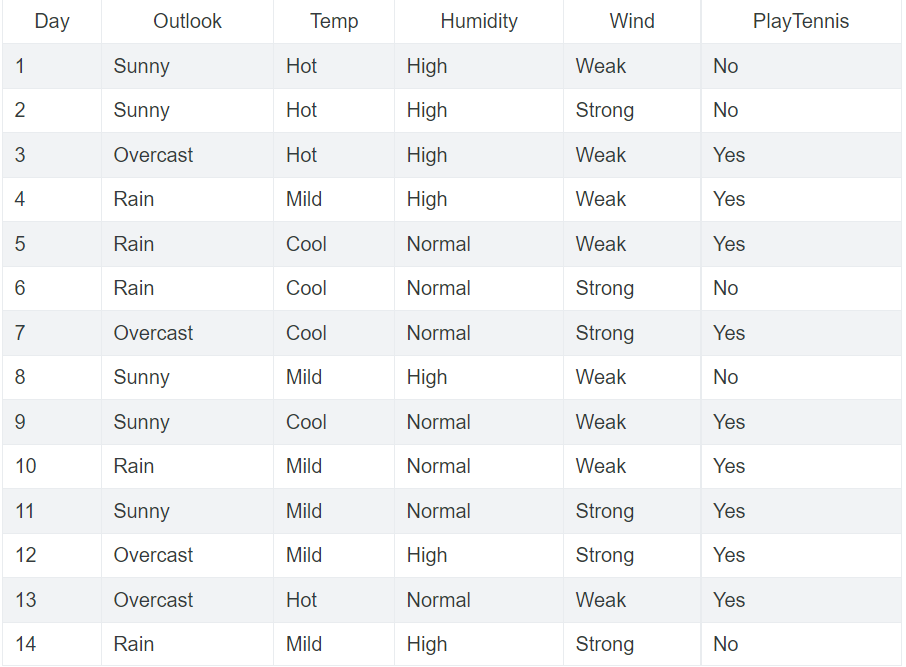 Day Outlook Temp Humidity Wind PlayTennis
1 Sunny Hot High Weak No
2 Sunny Hot High Strong No
3 Overcast Hot High Weak Yes
4 Rain Mild High Weak Yes
5 Rain Cool Normal Weak Yes
6 Rain Cool Normal Strong No
7 Overcast Cool Normal Strong Yes
8 Sunny Mild High Weak No
9 Sunny Cool Normal Weak Yes
10 Rain Mild Normal Weak Yes
11 Sunny Mild Normal Strong Yes
12 Overcast Mild High Strong Yes
13 Overcast Hot Normal Weak Yes
14 Rain Mild High Strong No